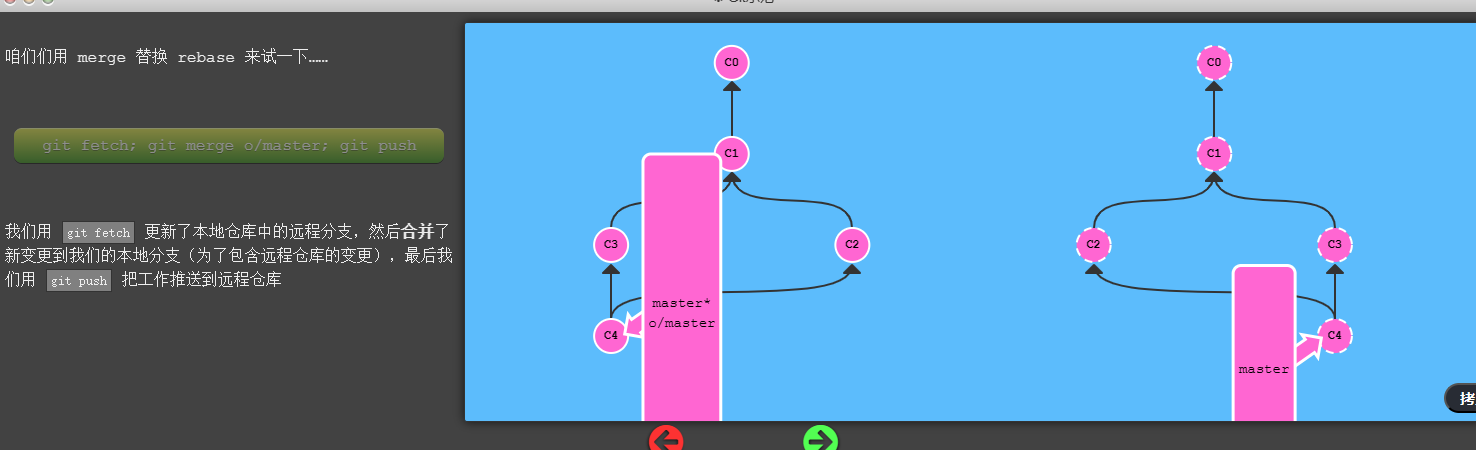 咱们们用 merge 替换 rebase 来试一下……
git fetch; git merge o/master; git push
我们用 git fetch 更新了本地仓库中的远程分支，然后合并了
新变更到我们的本地分支（为了包含远程仓库的变更），最后我
们用 git push 把工作推送到远程仓库
C0
C1
C3
C2
master*
o/master
C4
C0
C1
C2
C3
C4
master